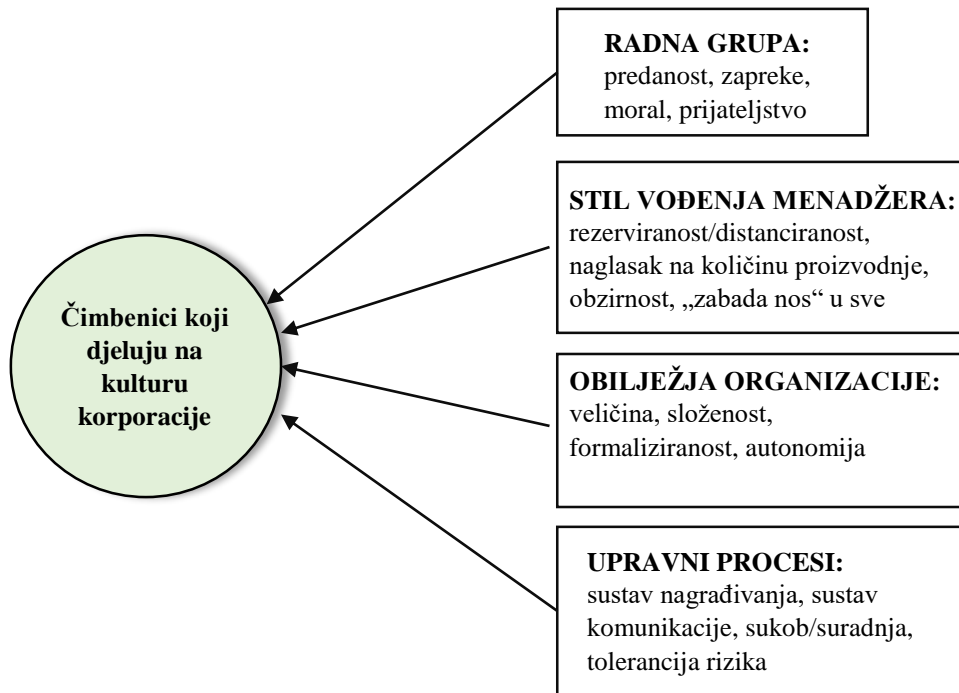 RADNA GRUPA:
predanost, zapreke,
moral, prijateljstvo
STIL VOĐENJA MENADŽERA:
rezerviranost/distanciranost,
naglasak na količinu proizvodnje,
obzirnost, „zabada nos“ u sve
Čimbenici koji
djeluju na
kulturu
korporacije
OBILJEŽJA ORGANIZACIJE:
veličina, složenost,
formaliziranost, autonomija
UPRAVNI PROCESI:
sustav nagrađivanja, sustav
komunikacije, sukob/suradnja,
tolerancija rizika